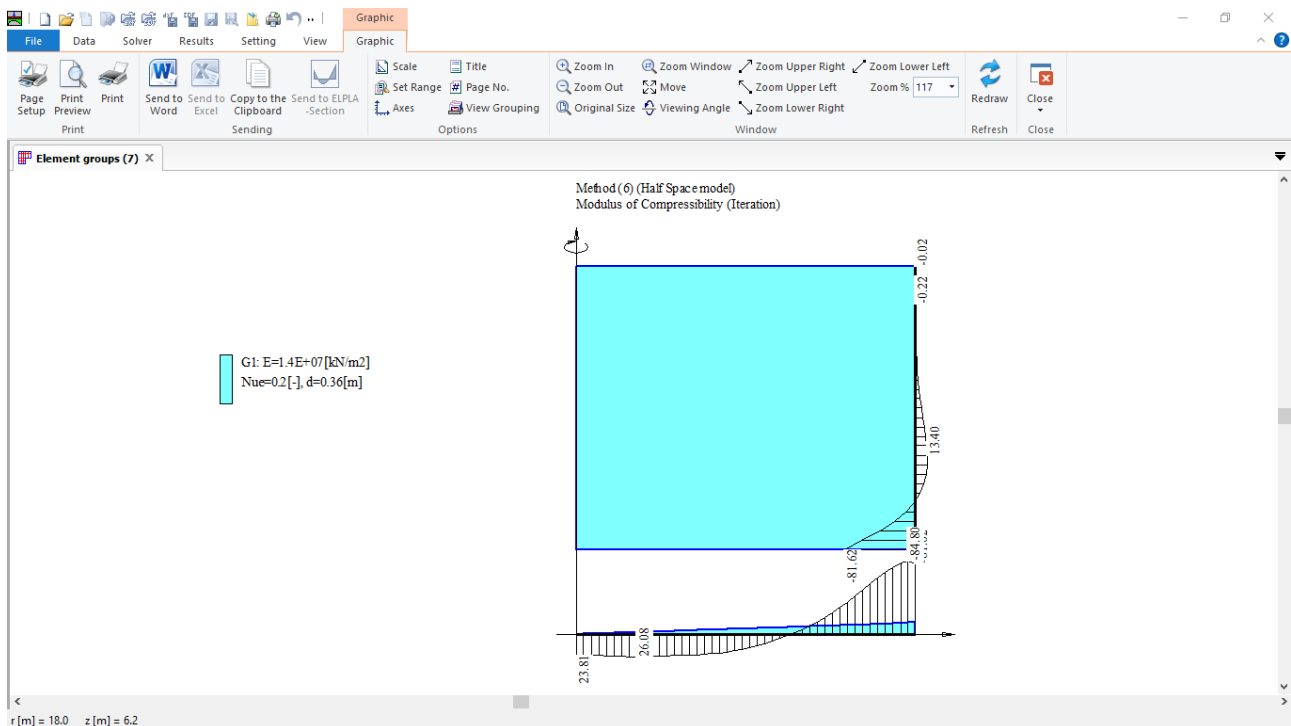 Graphic
File Data Solver Results Setting View Graphic
Page Setup
Print Preview
Print
Print
Send to Word
Send to Excel
Copy to the Clipboard
Send to ELPLA -Section
Sending
Scale Title
Set Range Page No.
Axes View Grouping
Options
Zoom In Zoom Window Zoom Upper Right Zoom Lower Left
Zoom Out Move Zoom Upper Left Zoom % 117
Original Size Viewing Angle Zoom Lower Right
Window
Redraw
Refresh
Close
Close
Element groups (7) X
Method (6) (Half Space model)
Modulus of Compressibility (Iteration)
-0.02
-0.22
G1: E=1.4E+07[kN/m2]
Nue=0.2[-], d=0.36[m]
13.40
-84.80
-81.62
26.08
23.81
r [m] = 18.0 z [m] = 6.2